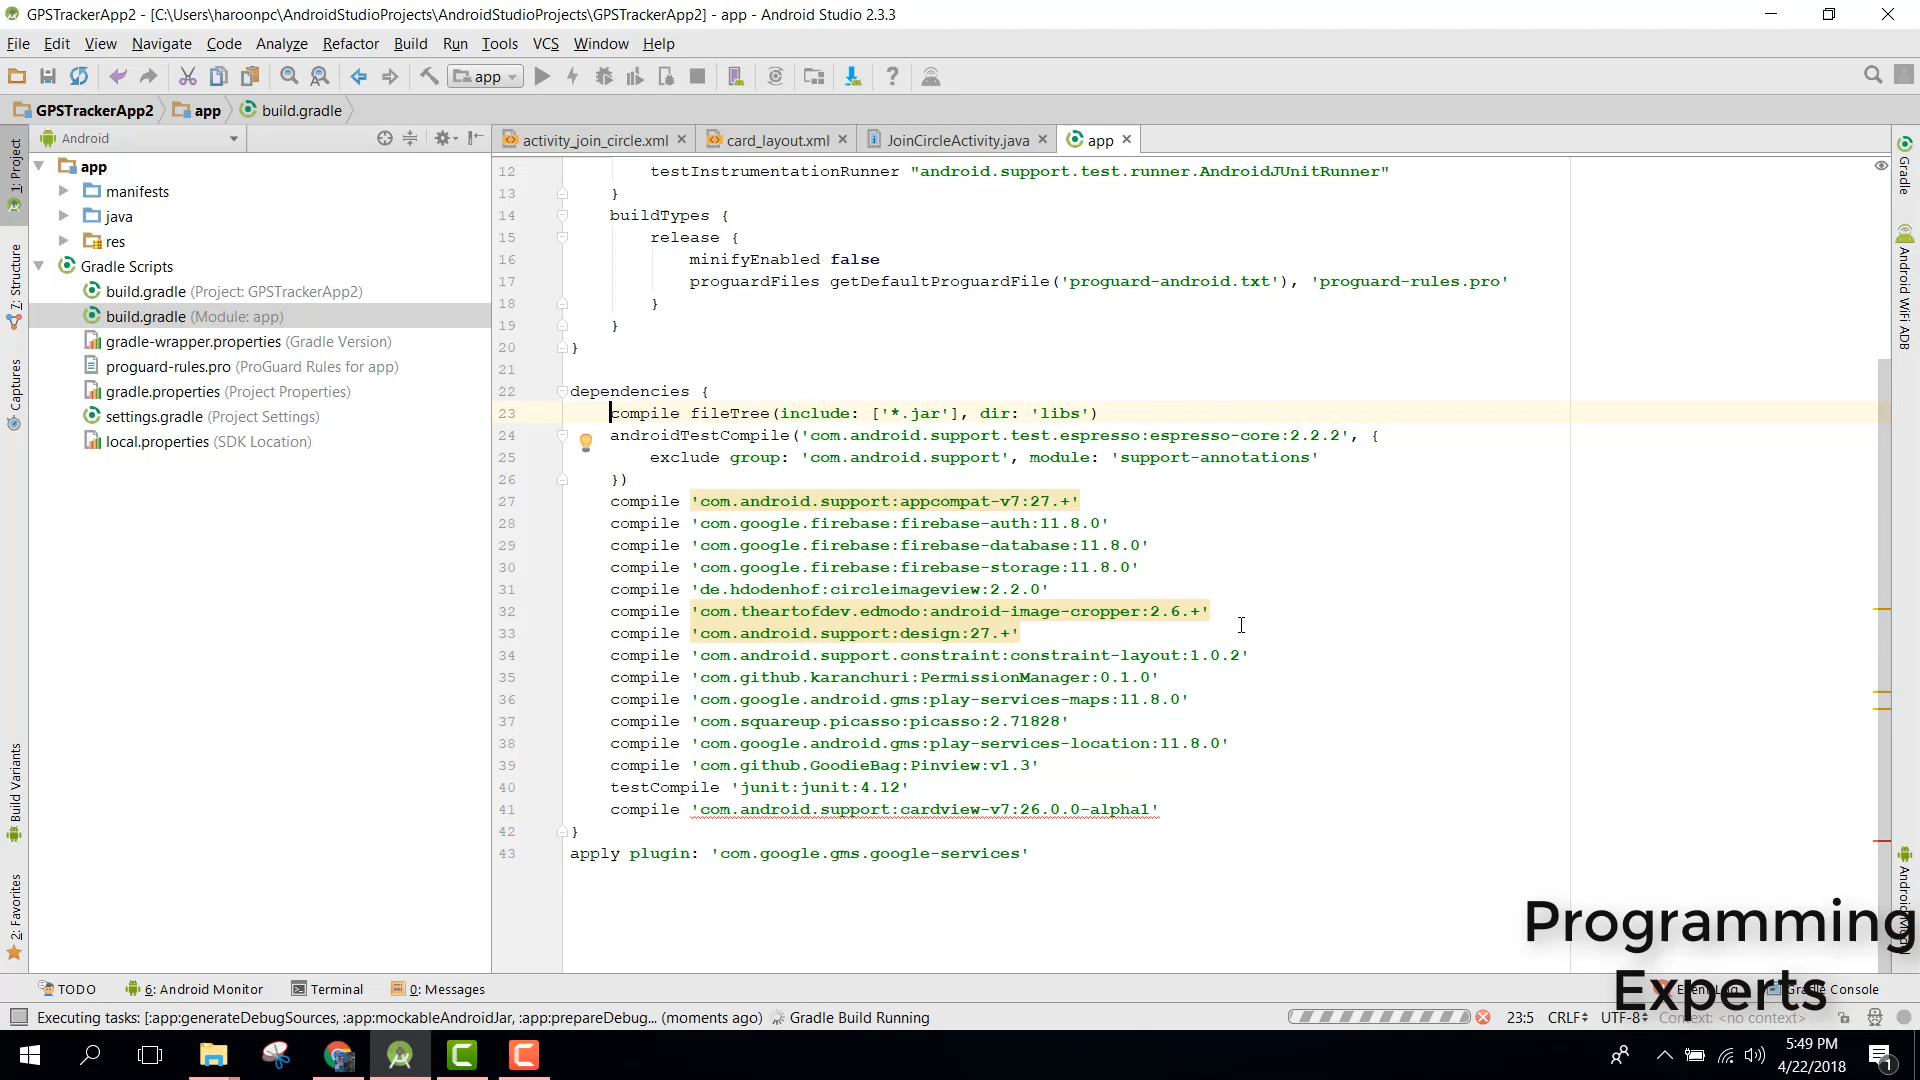 GPSTrackerApp2 - [C:\Users\haroonpc\AndroidStudioProjects\AndroidStudioProjects\GPSTrackerApp2] - app - Android Studio 2.3.3
File Edit View Navigate Code Analyze Refactor Build Run Tools VCS Window Help
app
GPSTrackerApp2 app build.gradle
Android
activity_join_circle.xml card_layout.xml JoinCircleActivity.java app
1: Project
7: Structure
Captures
Build Variants
2: Favorites
app
manifests
java
res
Gradle Scripts
build.gradle (Project: GPSTrackerApp2)
build.gradle (Module: app)
gradle-wrapper.properties (Gradle Version)
proguard-rules.pro (ProGuard Rules for app)
gradle.properties (Project Properties)
settings.gradle (Project Settings)
local.properties (SDK Location)
12 testInstrumentationRunner "android.support.test.runner.AndroidJUnitRunner"
13 }
14 buildTypes {
15 release {
16 minifyEnabled false
17 proguardFiles getDefaultProguardFile('proguard-android.txt'), 'proguard-rules.pro'
18 }
19 }
20 }
21
22 dependencies {
23 compile fileTree(include: ['*.jar'], dir: 'libs')
24 androidTestCompile('com.android.support.test.espresso:espresso-core:2.2.2', {
25 exclude group: 'com.android.support', module: 'support-annotations'
26 })
27 compile 'com.android.support:appcompat-v7:27.+'
28 compile 'com.google.firebase:firebase-auth:11.8.0'
29 compile 'com.google.firebase:firebase-database:11.8.0'
30 compile 'com.google.firebase:firebase-storage:11.8.0'
31 compile 'de.hdodenhof:circleimageview:2.2.0'
32 compile 'com.theartofdev.edmodo:android-image-cropper:2.6.+'
33 compile 'com.android.support:design:27.+'
34 compile 'com.android.support.constraint:constraint-layout:1.0.2'
35 compile 'com.github.karanchuri:PermissionManager:0.1.0'
36 compile 'com.google.android.gms:play-services-maps:11.8.0'
37 compile 'com.squareup.picasso:picasso:2.71828'
38 compile 'com.google.android.gms:play-services-location:11.8.0'
39 compile 'com.github.GoodieBag:Pinview:v1.3'
40 testCompile 'junit:junit:4.12'
41 compile 'com.android.support:cardview-v7:26.0.0-alpha1'
42 }
43 apply plugin: 'com.google.gms.google-services'
Gradle
Android WiFi ADB
Programming
Experts
TODO 6: Android Monitor Terminal 0: Messages Console
Executing tasks: [:app:generateDebugSources, :app:mockableAndroidJar, :app:prepareDebug... (moments ago) Gradle Build Running 23:5 CRLF UTF-8 Context: <no context>
5:49 PM
4/22/2018
1